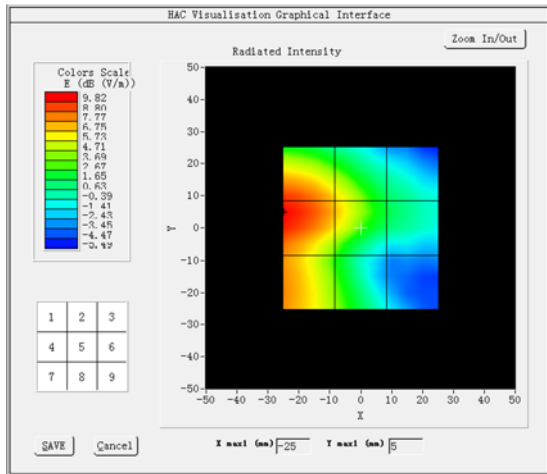 HAC Visualisation Graphical Interface
Zoom In/Out
Radiated Intensity
Colors Scale
E (dB (V/m))
9.82
8.80
7.77
6.75
5.73
4.71
3.69
2.67
1.65
0.63
-0.39
-1.41
-2.43
-3.45
-4.47
-5.49
50-
40-
30-
20-
10-
0-
-10-
-20-
-30-
-40-
-50-
Y
-50 -40 -30 -20 -10 0 10 20 30 40 50
X
1 2 3
4 5 6
7 8 9
SAVE Cancel
X max1 (mm) -25 Y max1 (mm) 5